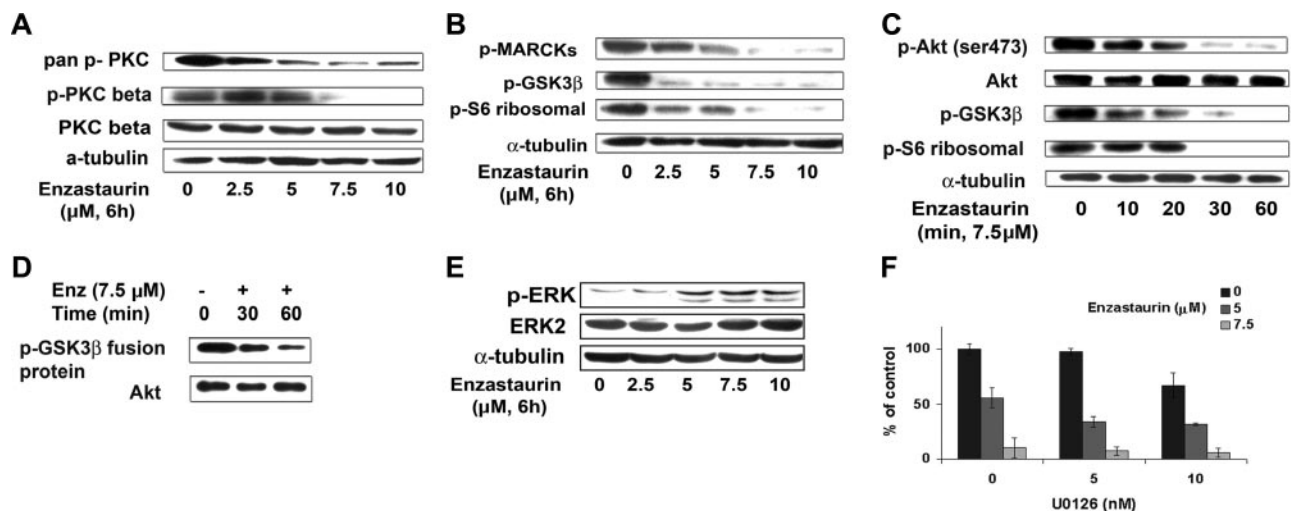 A
pan p- PKC
p-PKC beta
PKC beta
a-tubulin
Enzastaurin 0 2.5 5 7.5 10
(µM, 6h)
B
p-MARCKs
p-GSK3β
p-S6 ribosomal
α-tubulin
Enzastaurin 0 2.5 5 7.5 10
(µM, 6h)
C
p-Akt (ser473)
Akt
p-GSK3β
p-S6 ribosomal
α-tubulin
Enzastaurin 0 10 20 30 60
(min, 7.5µM)
D
Enz (7.5 µM) - + +
Time (min) 0 30 60
p-GSK3β fusion
protein
Akt
E
p-ERK
ERK2
α-tubulin
Enzastaurin 0 2.5 5 7.5 10
(µM, 6h)
F
Enzastaurin (µM)
0
5
7.5
% of control
100
50
0
0 5 10
U0126 (nM)